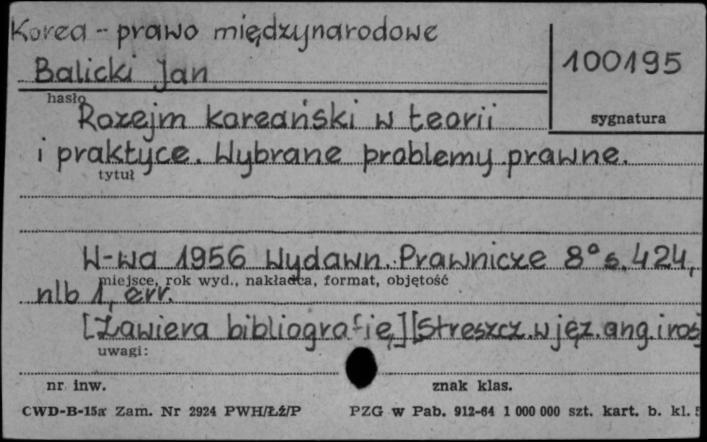 Korea - prawo międzynarodowe
Balicki Jan
100195
hasło
sygnatura
Rozejm koreański w teorii
i praktyce. Wybrane problemy prawne.
tytuł
W-wa 1956 Wydawn. Prawnicze 8° s. 424,
miejsce, rok wyd., nakładca, format, objętość
nlb 1, err.
[Zawiera bibliografię] [Streszcz. w jęz. ang. i ros
uwagi:
nr inw.
znak klas.
CWD-B-15a Zam. Nr 2924 PWH/Łź/P
PZG w Pab. 912-64 1 000 000 szt. kart. b. kl. 5